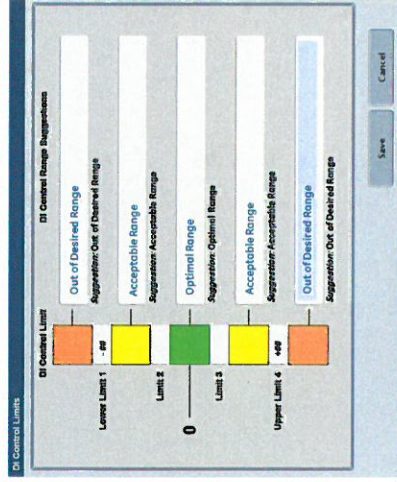 DI Control Limits
DI Control Limit
DI Control Range Suggestions
Out of Desired Range
Suggestion: Out of Desired Range
Lower Limit 1
- ∞
Acceptable Range
Suggestion: Acceptable Range
Limit 2
0
Optimal Range
Suggestion: Optimal Range
Limit 3
Acceptable Range
Suggestion: Acceptable Range
Upper Limit 4
+∞
Out of Desired Range
Suggestion: Out of Desired Range
Save
Cancel